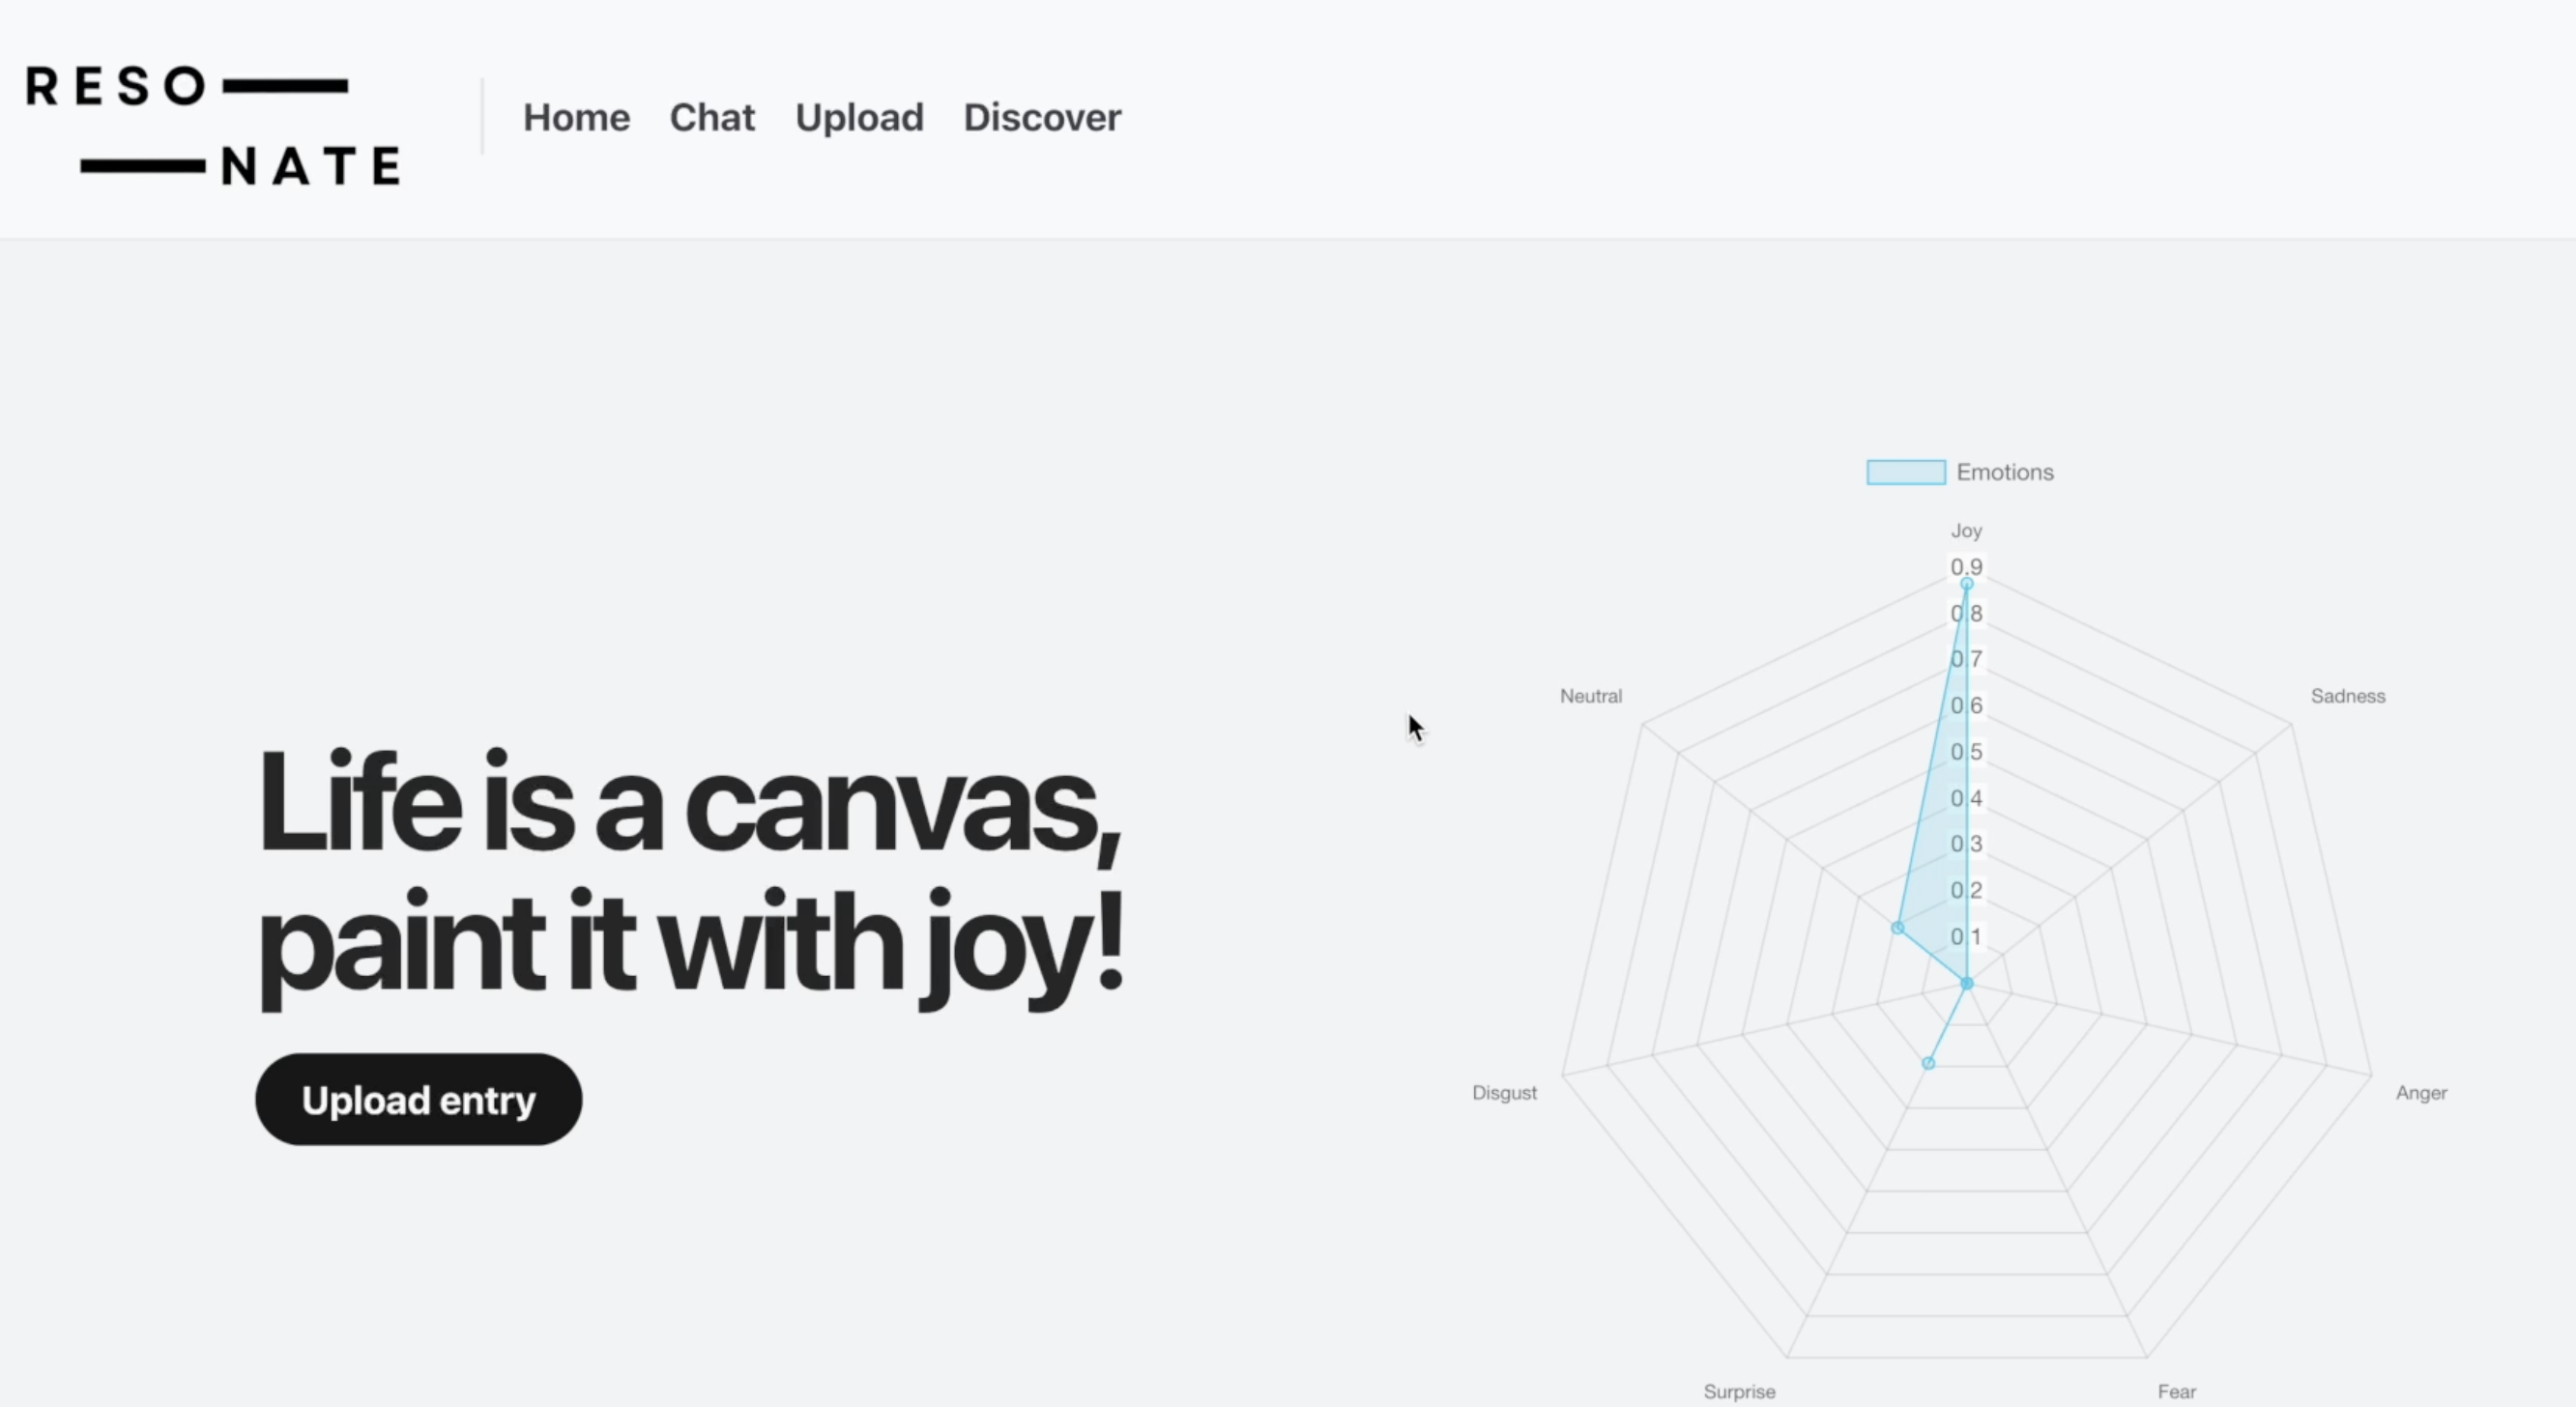 RESO
NATE
Home Chat Upload Discover
Life is a canvas,
paint it with joy!
Upload entry
Emotions
Joy
0.9
0.8
0.7
0.6
0.5
0.4
0.3
0.2
0.1
Neutral
Sadness
Disgust
Anger
Surprise
Fear